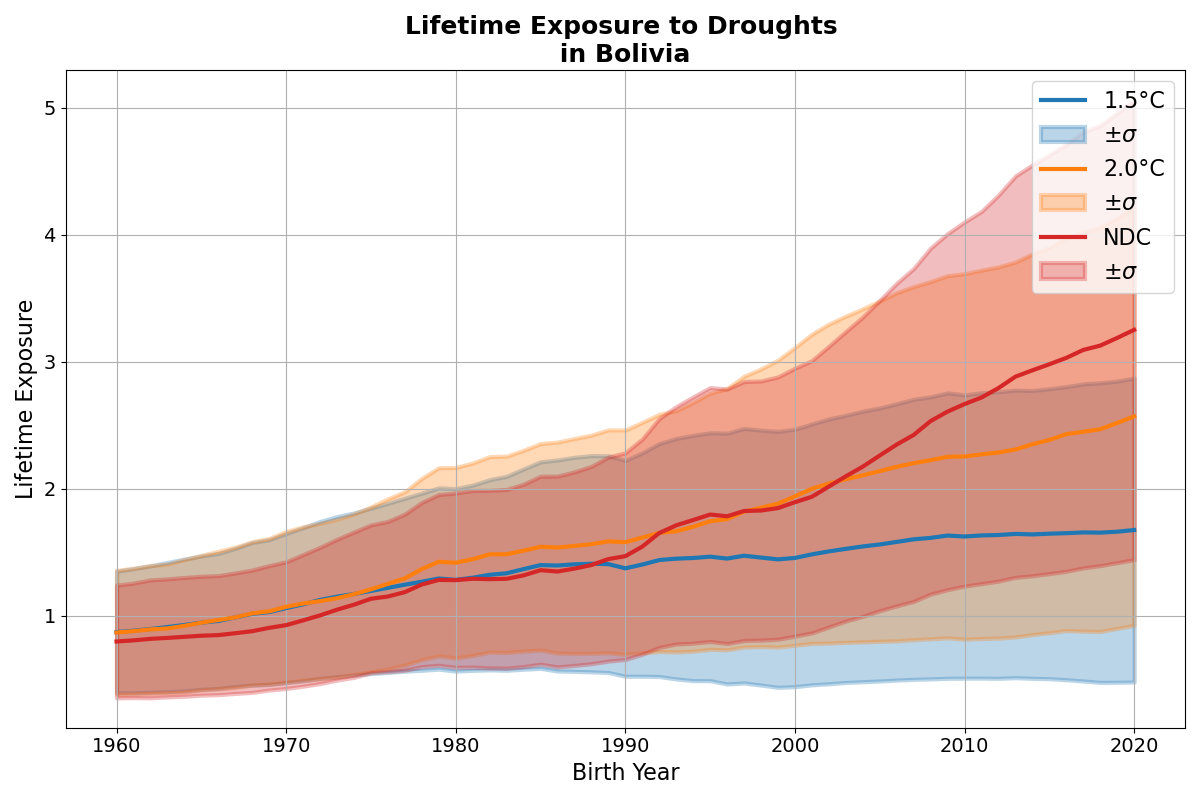 Lifetime Exposure to Droughts
in Bolivia
Lifetime Exposure
5
4
3
2
1
1960 1970 1980 1990 2000 2010 2020
Birth Year
1.5°C
±σ
2.0°C
±σ
NDC
±σ